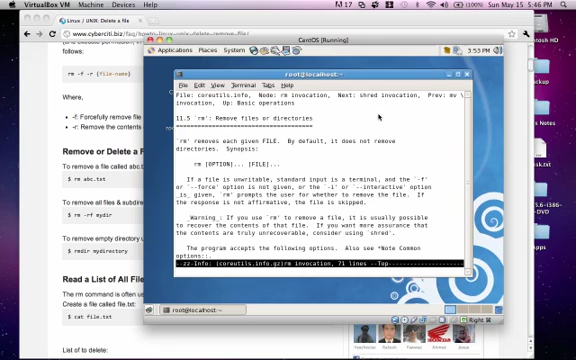 VirtualBox VM
Machine
Devices
Help
17
(100%)
Sun May 15
5:46 PM
Linux / UNIX: Delete a file
www.cyberciti.biz/faq/howto-linux-unix-delete-remove-file/
CentOS [Running]
Applications Places System
3:53 PM
root@localhost:~
File Edit View Terminal Tabs Help
File: coreutils.info, Node: rm invocation, Next: shred invocation, Prev: mv \
invocation, Up: Basic operations
11.5 `rm': Remove files or directories
======================================
`rm' removes each given FILE. By default, it does not remove
directories. Synopsis:
rm [OPTION]... [FILE]...
If a file is unwritable, standard input is a terminal, and the `-f'
or `--force' option is not given, or the `-i' or `--interactive' option
_is_ given, `rm' prompts the user for whether to remove the file. If
the response is not affirmative, the file is skipped.
_Warning_: If you use `rm' to remove a file, it is usually possible
to recover the contents of that file. If you want more assurance that
the contents are truly unrecoverable, consider using `shred'.
The program accepts the following options. Also see *Note Common
options::.
--zz-Info: (coreutils.info.gz)rm invocation, 71 lines --Top
root@localhost:~
Right ⌘
follows:
rm -f -r {file-name}
Where,
-f: Forcefully remove
-r: Remove the contents
Remove or Delete a F
To remove a file called abc.t
$ rm abc.txt
To remove all files & subdire
$ rm -rf mydir
To remove empty directory u
$ rmdir mydirectory
Read a List of All File
The rm command is often us
Create a file called file.txt:
$ cat file.txt
List of to delete:
ntosh HD
5.6-i386-
Apps